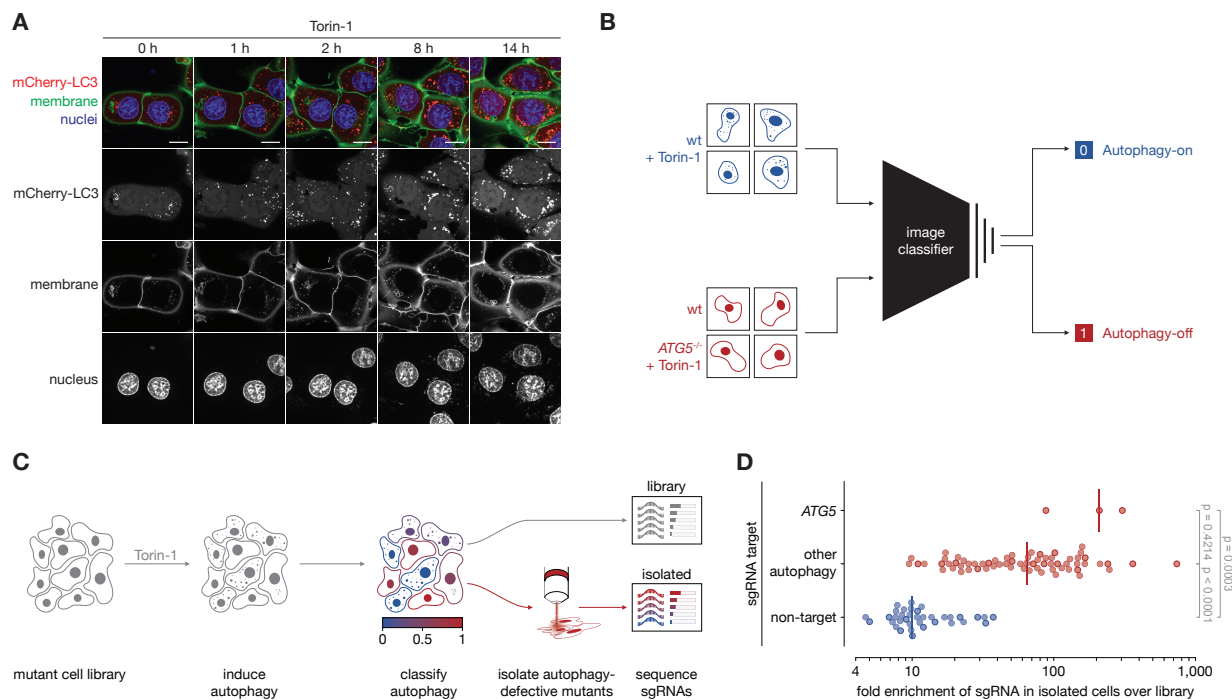 A
Torin-1
0 h
1 h
2 h
8 h
14 h
mCherry-LC3
membrane
nuclei
mCherry-LC3
membrane
nucleus
B
wt
+ Torin-1
wt
ATG5-/-
+ Torin-1
image
classifier
0 Autophagy-on
1 Autophagy-off
C
Torin-1
0 0.5 1
library
isolated
mutant cell library
induce
autophagy
classify
autophagy
isolate autophagy-
defective mutants
sequence
sgRNAs
D
sgRNA target
ATG5
other
autophagy
non-target
p = 0.4214
p < 0.0001
p = 0.0003
4 10 100 1,000
fold enrichment of sgRNA in isolated cells over library